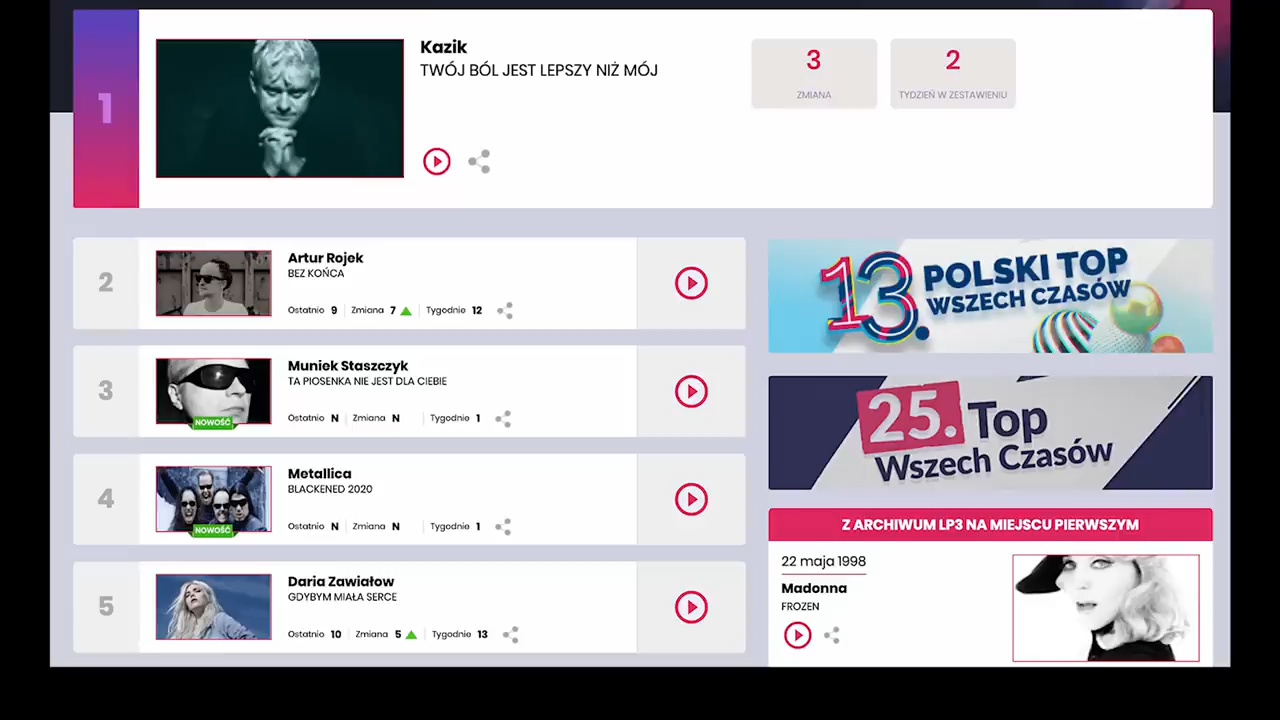 1
Kazik
TWÓJ BÓL JEST LEPSZY NIŻ MÓJ
3
ZMIANA
2
TYDZIEŃ W ZESTAWIENIU
2
Artur Rojek
BEZ KOŃCA
Ostatnio 9 Zmiana 7 Tygodnie 12
3
Muniek Staszczyk
TA PIOSENKA NIE JEST DLA CIEBIE
NOWOŚĆ
Ostatnio N Zmiana N Tygodnie 1
4
Metallica
BLACKENED 2020
NOWOŚĆ
Ostatnio N Zmiana N Tygodnie 1
5
Daria Zawiałow
GDYBYM MIAŁA SERCE
Ostatnio 10 Zmiana 5 Tygodnie 13
13. POLSKI TOP
WSZECH CZASÓW
25. Top
Wszech Czasów
Z ARCHIWUM LP3 NA MIEJSCU PIERWSZYM
22 maja 1998
Madonna
FROZEN